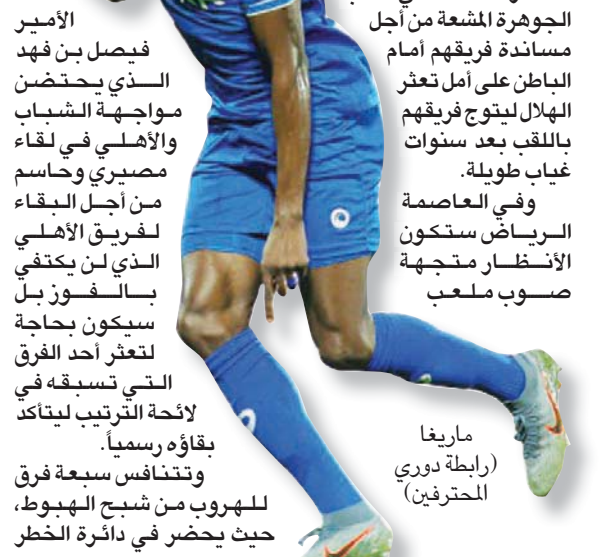 الجوهرة المشعة من أجل
مساندة فريقهم أمام
الباطن على أمل تعثر
الهلال ليتوج فريقهم
باللقب بعد سنوات
غياب طويلة.
وفي العاصمة
الرياض ستكون
الأنظار متجهة
صوب ملعب
الأمير
فيصل بن فهد
الذي يحتضن
مواجهة الشباب
والأهلي في لقاء
مصيري وحاسم
من أجل البقاء
لفريق الأهلي
الذي لن يكتفي
بالفوز بل
سيكون بحاجة
لتعثر أحد الفرق
التي تسبقه في
لائحة الترتيب ليتأكد
بقاؤه رسمياً.
وتتنافس سبعة فرق
للهروب من شبح الهبوط،
حيث يحضر في دائرة الخطر
ماريغا
(رابطة دوري
المحترفين)